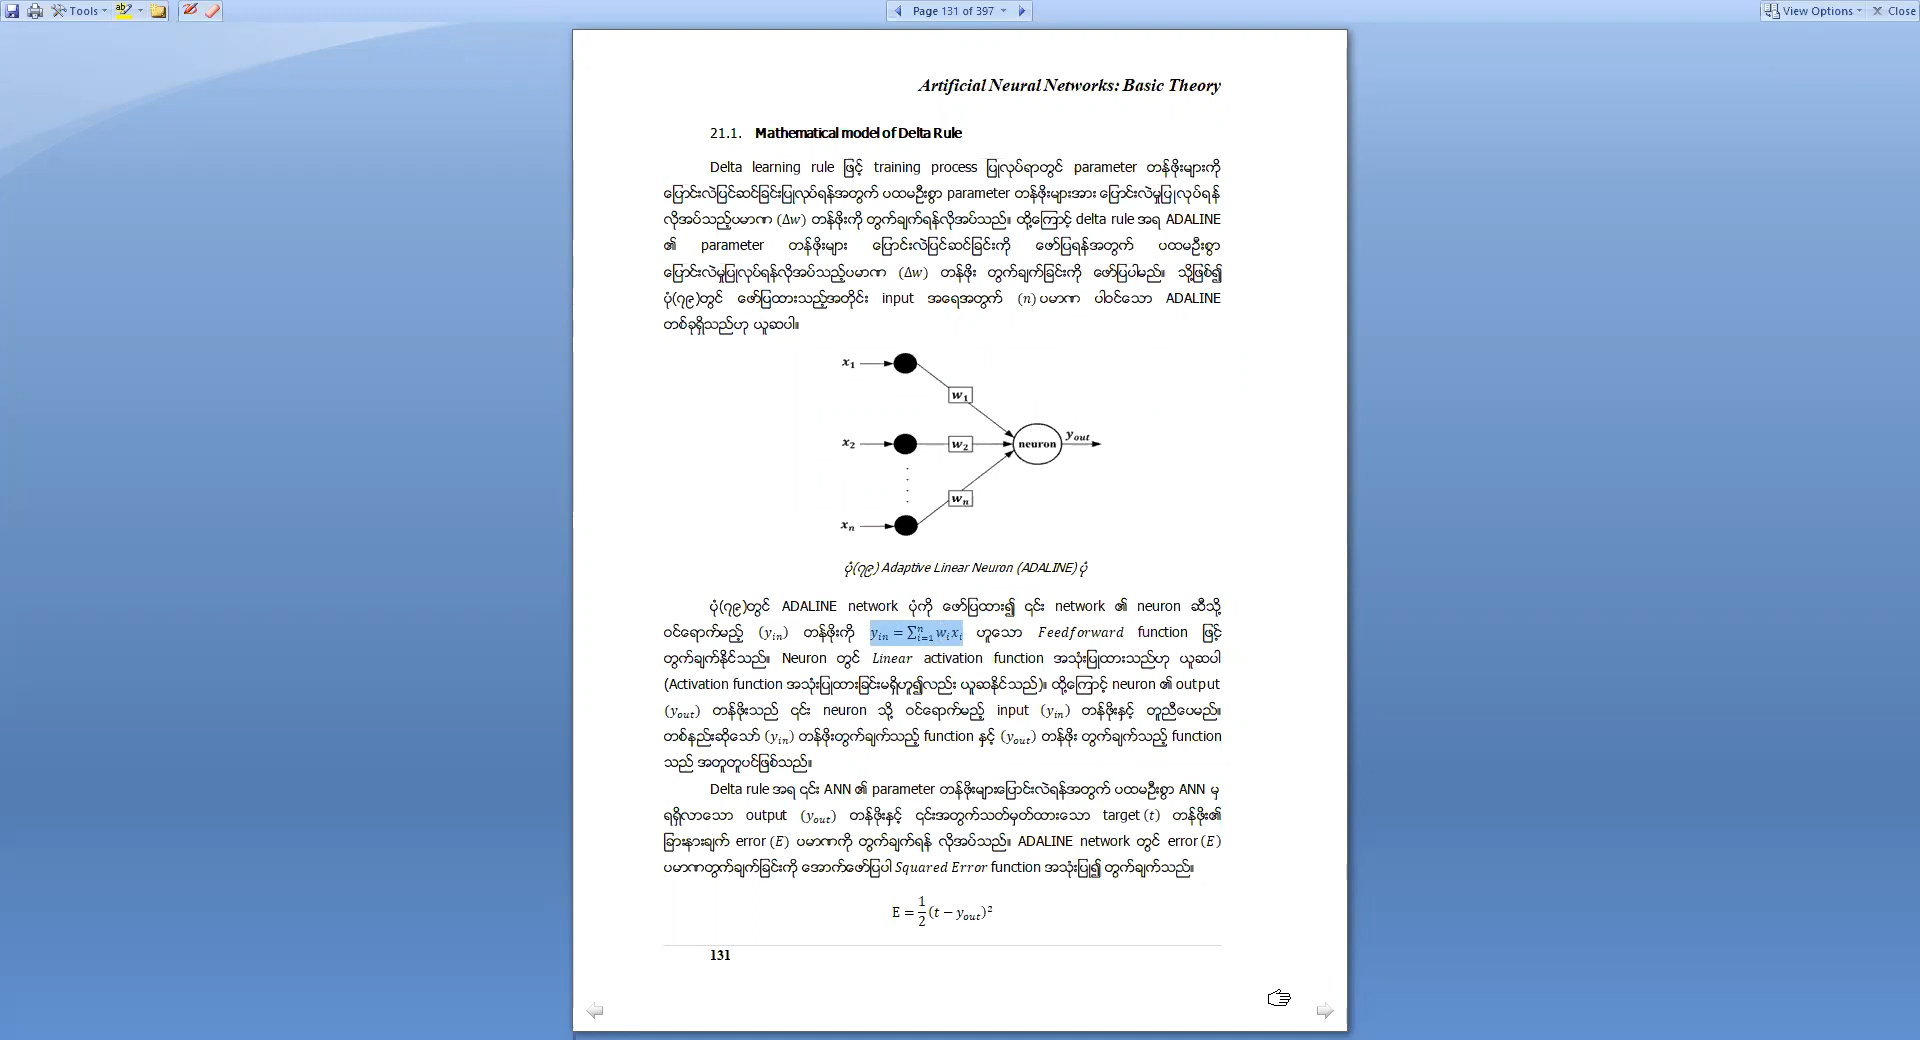 Tools
Page 131 of 397
View Options
Close
Artificial Neural Networks: Basic Theory
21.1. Mathematical model of Delta Rule
Delta learning rule ဖြင့် training process ပြုလုပ်ရာတွင် parameter တန်ဖိုးများကို
ပြောင်းလဲပြင်ဆင်ခြင်းပြုလုပ်ရန်အတွက် ပထမဦးစွာ parameter တန်ဖိုးများအား ပြောင်းလဲမှုပြုလုပ်ရန်
လိုအပ်သည့်ပမာဏ (Δw) တန်ဖိုးကို တွက်ချက်ရန်လိုအပ်သည်။ ထို့ကြောင့် delta rule အရ ADALINE
၏ parameter တန်ဖိုးများ ပြောင်းလဲပြင်ဆင်ခြင်းကို ဖော်ပြရန်အတွက် ပထမဦးစွာ
ပြောင်းလဲမှုပြုလုပ်ရန်လိုအပ်သည့်ပမာဏ (Δw) တန်ဖိုး တွက်ချက်ခြင်းကို ဖော်ပြပါမည်။ သို့ဖြစ်၍
ပုံ(၇၉)တွင် ဖော်ပြထားသည့်အတိုင်း input အရေအတွက် (n) ပမာဏ ပါဝင်သော ADALINE
တစ်ခုရှိသည်ဟု ယူဆပါ။
x₁
w₁
x₂
w₂
neuron
y_out
wₙ
xₙ
ပုံ(၇၉) Adaptive Linear Neuron (ADALINE) ပုံ
ပုံ(၇၉)တွင် ADALINE network ပုံကို ဖော်ပြထား၍ ၎င်း network ၏ neuron ဆီသို့
ဝင်ရောက်မည့် (y_in) တန်ဖိုးကို y_in = ∑ⁿᵢ₌₁ wᵢxᵢ ဟူသော Feedforward function ဖြင့်
တွက်ချက်နိုင်သည်။ Neuron တွင် Linear activation function အသုံးပြုထားသည်ဟု ယူဆပါ
(Activation function အသုံးပြုထားခြင်းမရှိဟူ၍လည်း ယူဆနိုင်သည်)။ ထို့ကြောင့် neuron ၏ output
(y_out) တန်ဖိုးသည် ၎င်း neuron သို့ ဝင်ရောက်မည့် input (y_in) တန်ဖိုးနှင့် တူညီပေမည်။
တစ်နည်းဆိုသော် (y_in) တန်ဖိုးတွက်ချက်သည့် function နှင့် (y_out) တန်ဖိုး တွက်ချက်သည့် function
သည် အတူတူပင်ဖြစ်သည်။
Delta rule အရ ၎င်း ANN ၏ parameter တန်ဖိုးများပြောင်းလဲရန်အတွက် ပထမဦးစွာ ANN မှ
ရရှိလာသော output (y_out) တန်ဖိုးနှင့် ၎င်းအတွက်သတ်မှတ်ထားသော target (t) တန်ဖိုး၏
ခြားနားချက် error (E) ပမာဏကို တွက်ချက်ရန် လိုအပ်သည်။ ADALINE network တွင် error (E)
ပမာဏတွက်ချက်ခြင်းကို အောက်ဖော်ပြပါ Squared Error function အသုံးပြု၍ တွက်ချက်သည်။
E = 1/2 (t − y_out)²
131